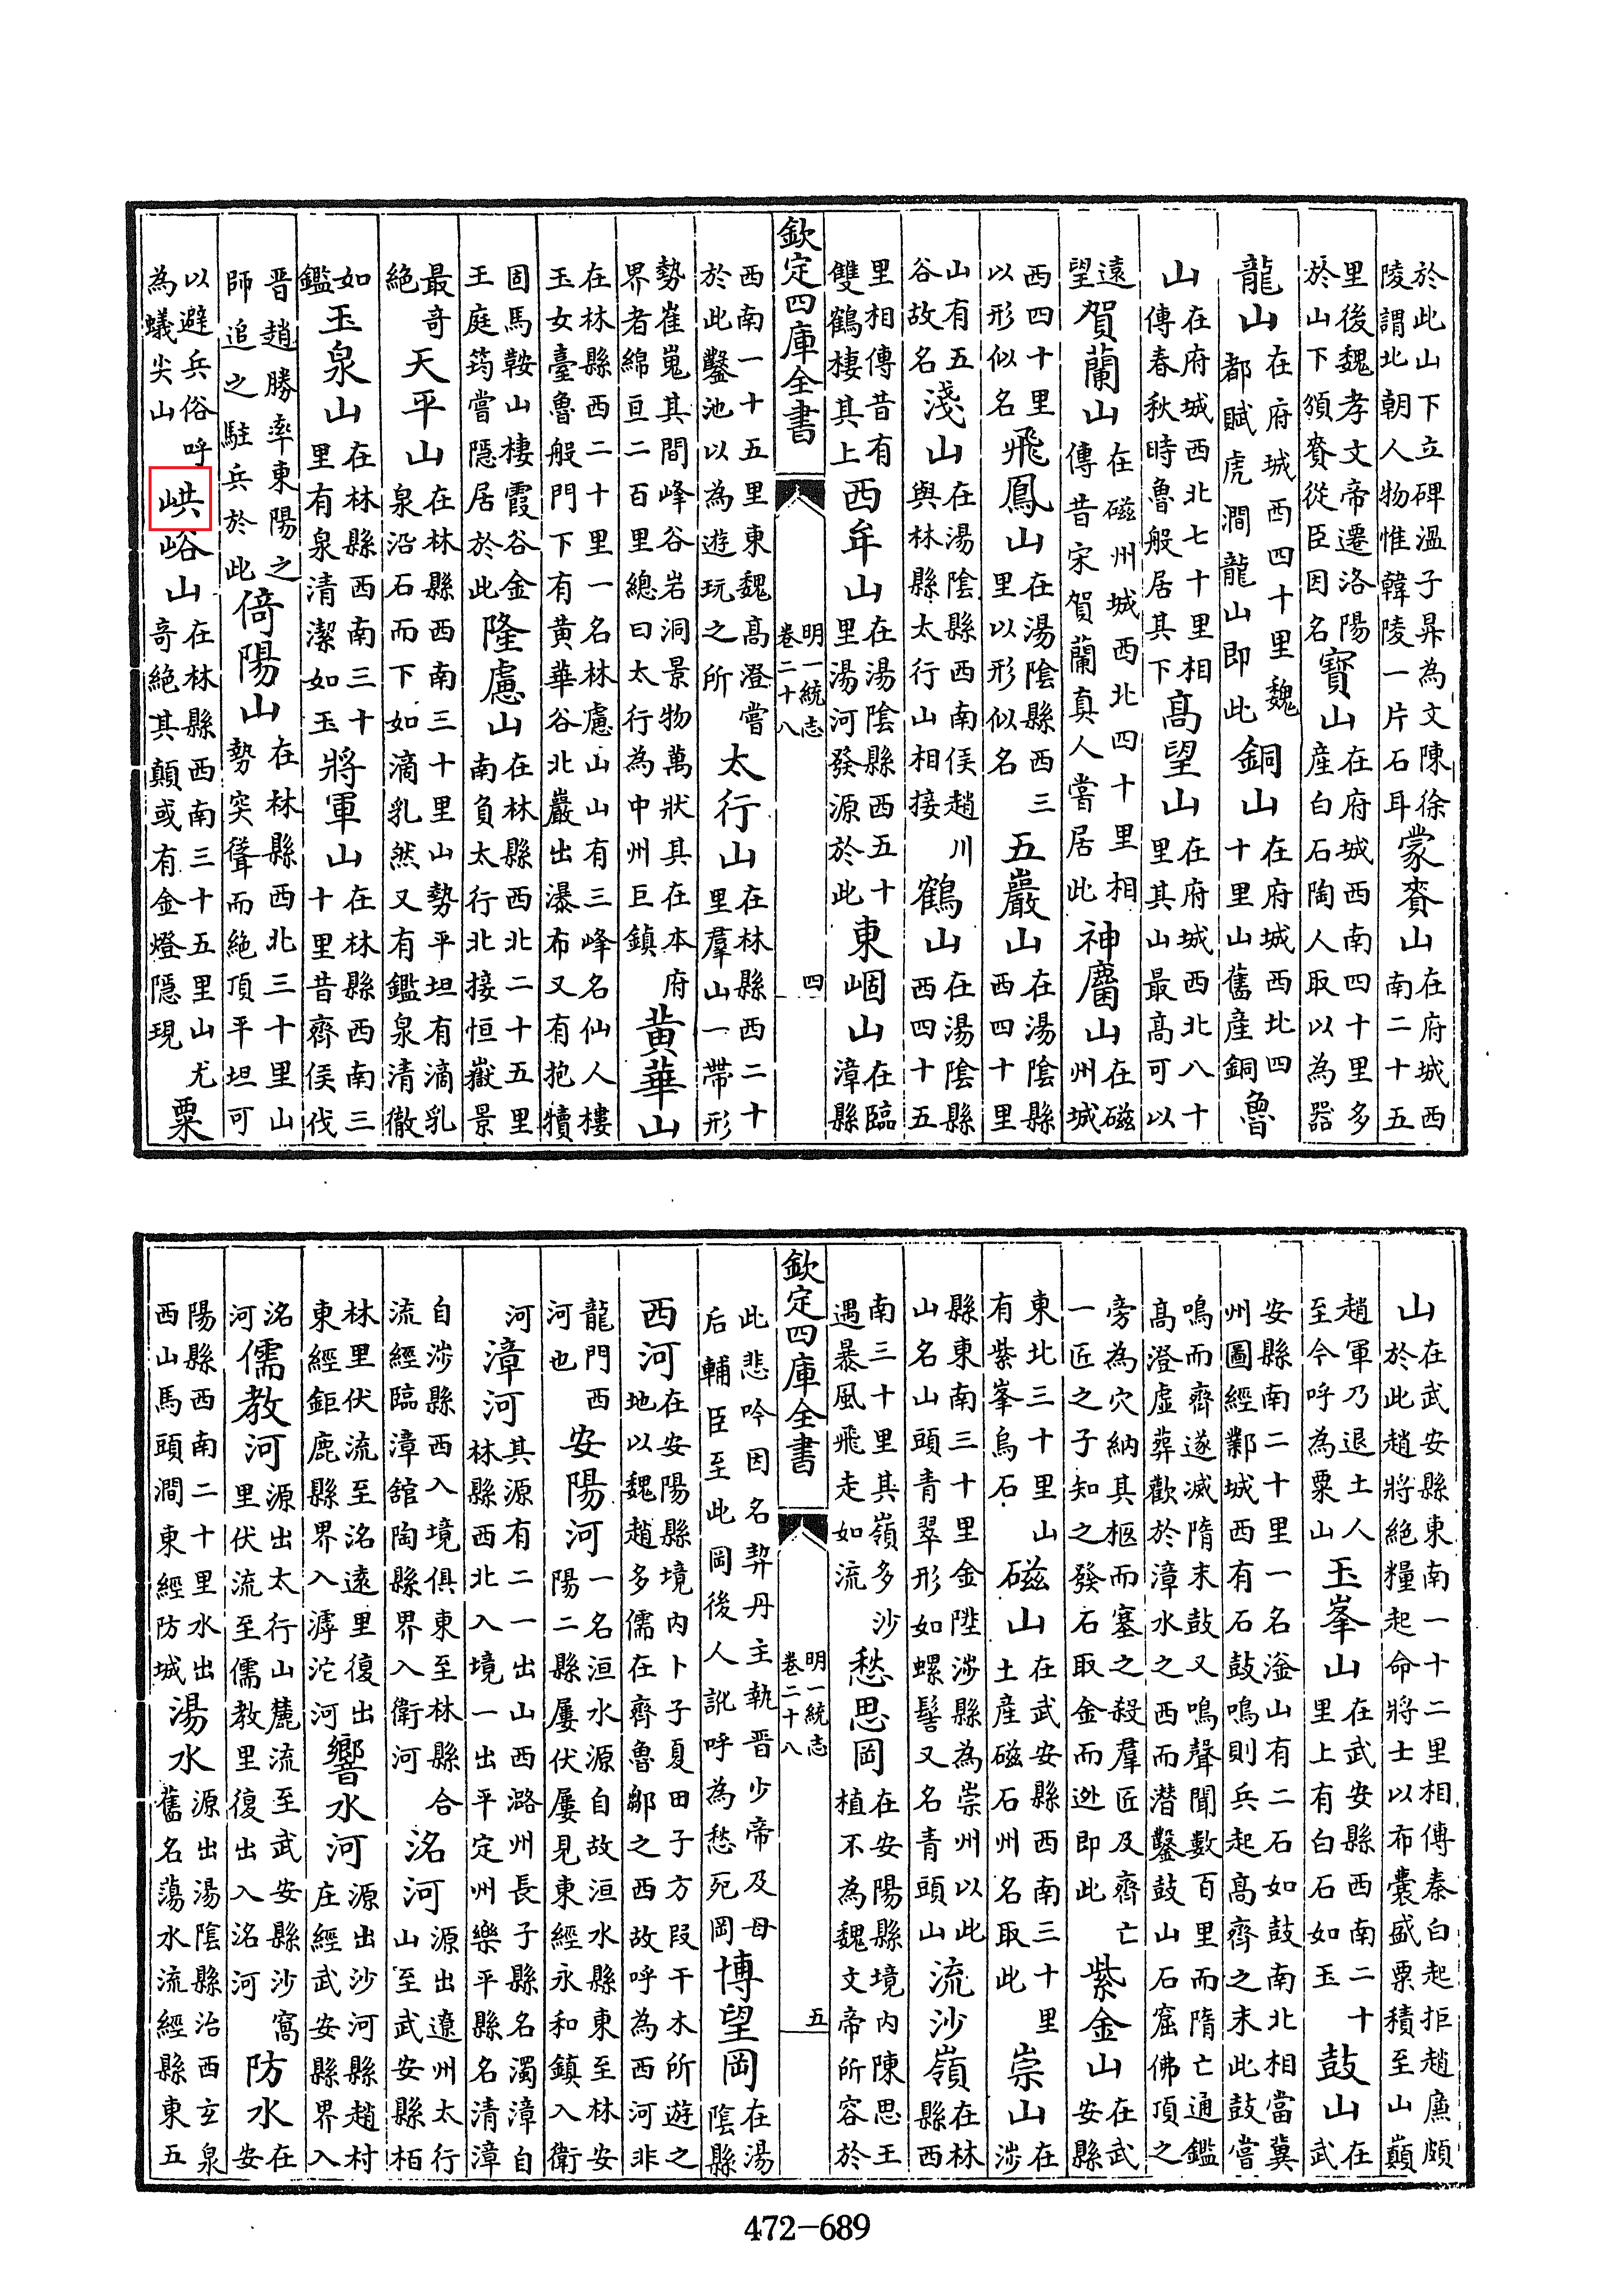 於此山下立碑溫子昇為文陳徐陵謂北朝人物惟韓陵一片石耳蒙賚山在府城西南二十五
里後魏孝文帝遷洛陽於山下頒賚從臣因名寶山在府城西南四十里多產白石陶人取以為器
龍山在府城西四十里魏都賦虎澗龍山即此銅山在府城西北四十里山舊產銅魯
山在府城西北七十里相傳春秋時魯般居其下高望山在府城西北八十里其山最高可以
遠望賀蘭山在磁州城西北四十里相傳昔宋賀蘭真人嘗居此神麕山在磁州城
西四十里以形似名飛鳳山在湯陰縣西三里以形似名五巖山在湯陰縣西四十里
山有五谷故名淺山在湯陰縣西南侯趙川與林縣太行山相接鶴山在湯陰縣西四十五
里相傳昔有雙鶴棲其上西牟山在湯陰縣西五十里湯河發源於此東崓山在臨漳縣
欽定四庫全書 明一統志卷二十八 四
西南一十五里東魏高澄嘗於此鑿池以為遊玩之所太行山在林縣西二十里羣山一帶形
勢崔嵬其間峰谷岩洞景物萬狀其在本府界者綿亘二百里總曰太行為中州巨鎮黃華山
在林縣西二十里一名林慮山山有三峰名仙人樓玉女臺魯般門下有黃華谷北巖出瀑布又有抱犢
固馬鞍山棲霞谷金王庭筠嘗隱居於此隆慮山在林縣西北二十五里南負太行北接恒嶽景
最奇絶天平山在林縣西南三十里山勢平坦有滴乳泉沿石而下如滴乳然又有鑑泉清徹
如鑑玉泉山在林縣西南三十里有泉清潔如玉將軍山在林縣西南三十里昔齊侯伐
晉趙勝率東陽之師追之駐兵於此倚陽山在林縣西北三十里山勢突聳而絶頂平坦可
以避兵俗呼為蟻尖山㟟峪山在林縣西南三十五里山尤奇絶其顛或有金燈隱現粟
山在武安縣東南一十二里相傳秦白起拒趙廉頗於此趙將絕糧起命將士以布囊盛粟積至山巔
趙軍乃退土人至今呼為粟山玉峯山在武安縣西南二十里上有白石如玉鼓山在武
安縣南二十里一名滏山有二石如鼓南北相當冀州圖經鄴城西有石鼓鼓鳴則兵起高齊之末此鼓嘗
鳴而齊遂滅隋末鼓又鳴聲聞數百里而隋亡通鑑高澄虛葬歡於漳水之西而潛鑿鼓山石窟佛頂之
旁為穴納其柩而塞之殺羣匠及齊亡一匠之子知之發石取金而迯即此紫金山在武安縣
東北三十里山有紫峯烏石磁山在武安縣西南三十里土產磁石州名取此崇山在涉
縣東南三十里金陞涉縣為崇州以此山名山頭青翠形如螺髻又名青頭山流沙嶺在林縣西
南三十里其嶺多沙遇暴風飛走如流愁思岡在安陽縣境內陳思王植不為魏文帝所容於
欽定四庫全書 明一統志卷二十八 五
此悲吟因名契丹主執晋少帝及母后輔臣至此岡後人訛呼為愁死岡博望岡在湯陰縣
西河在安陽縣境內卜子夏田子方段干木所遊之地以魏趙多儒在齊魯鄒之西故呼為西河非
龍門西河也安陽河一名洹水源自故洹水縣東至林安陽二縣屢伏屢見東經永和鎮入衛
河漳河其源有二一出山西潞州長子縣名濁漳自林縣西北入境一出平定州樂平縣名清漳
自涉縣西入境俱東至林縣合流經臨漳舘陶縣界入衛河洺河源出遼州太行山至武安縣栢
林里伏流至洺遠里復出東經鉅鹿縣界入滹沱河響水河源出沙河縣趙村庄經武安縣界入
洺河儒教河源出太行山麓流至武安縣沙窩里伏流至儒教里復出入洺河防水在安
陽縣西南二十里水出西山馬頭澗東經防城湯水源出湯陰縣治西玄泉舊名蕩水流經縣東五
472-689